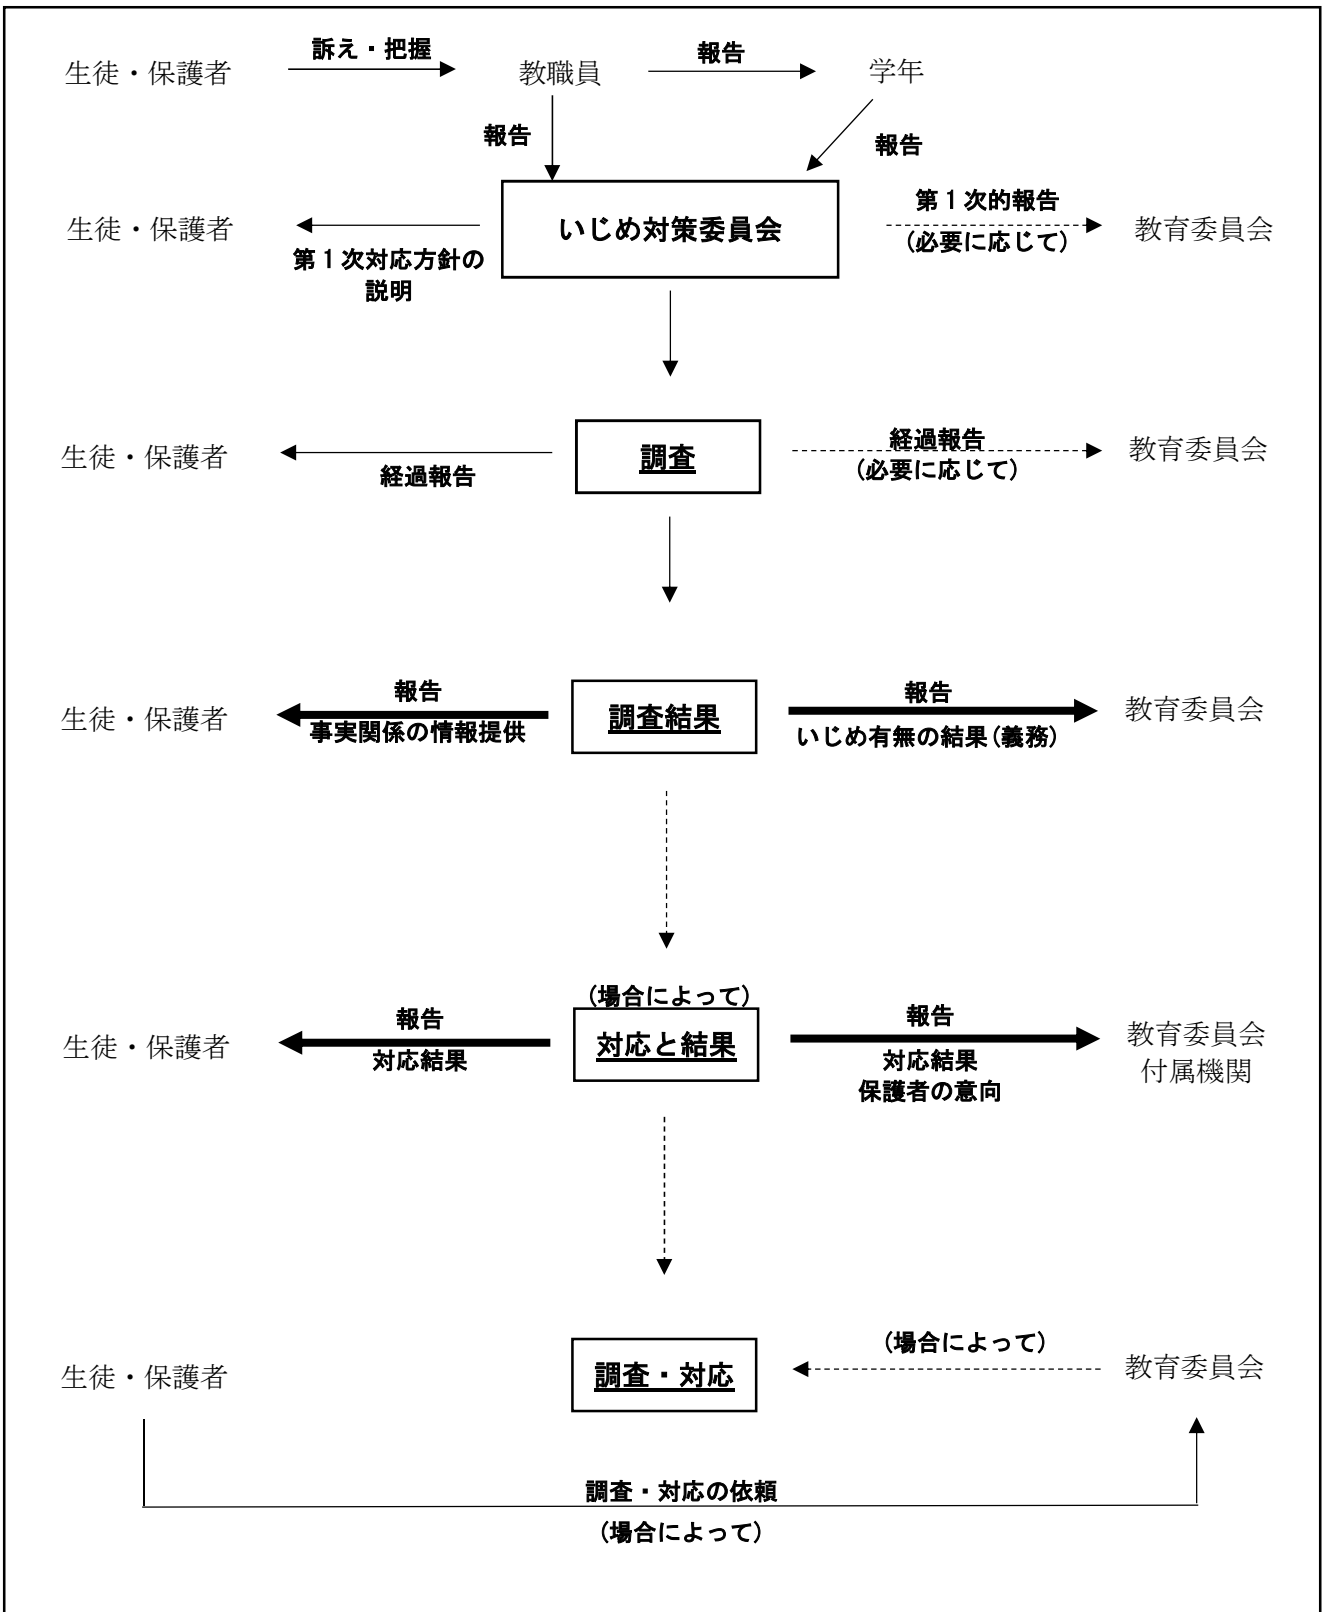 訴え・把握
報告
生徒・保護者
教職員
学年
報告
報告
第1次的報告
生徒・保護者
いじめ対策委員会
教育委員会
(必要に応じて)
第1次対応方針の
説明
経過報告
生徒・保護者
調査
教育委員会
経過報告
(必要に応じて)
報告
報告
生徒・保護者
調査結果
教育委員会
事実関係の情報提供
いじめ有無の結果(義務)
(場合によって)
報告
報告
生徒・保護者
対応と結果
教育委員会
付属機関
対応結果
対応結果
保護者の意向
(場合によって)
生徒・保護者
調査・対応
教育委員会
調査・対応の依頼
(場合によって)